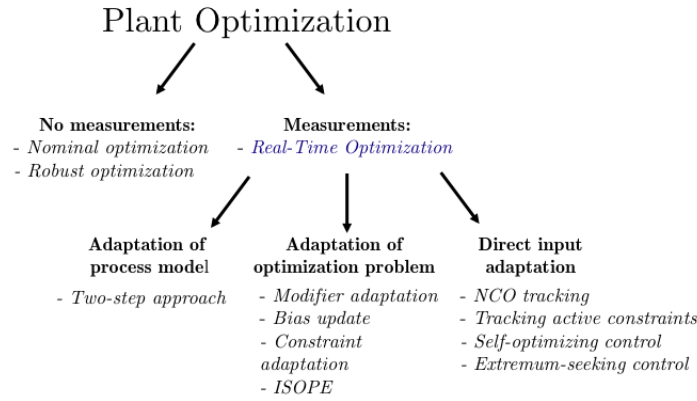 Plant Optimization
No measurements:
- Nominal optimization
- Robust optimization
Measurements:
- Real-Time Optimization
Adaptation of
process model
- Two-step approach
Adaptation of
optimization problem
- Modifier adaptation
- Bias update
- Constraint
adaptation
- ISOPE
Direct input
adaptation
- NCO tracking
- Tracking active constraints
- Self-optimizing control
- Extremum-seeking control